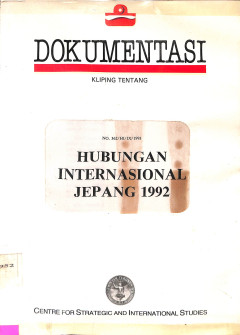 DOKUMENTASI
KLIPING TENTANG
HUBUNGAN
INTERNASIONAL
JEPANG 1992
CENTRE FOR STRATEGIC AND INTERNATIONAL STUDIES